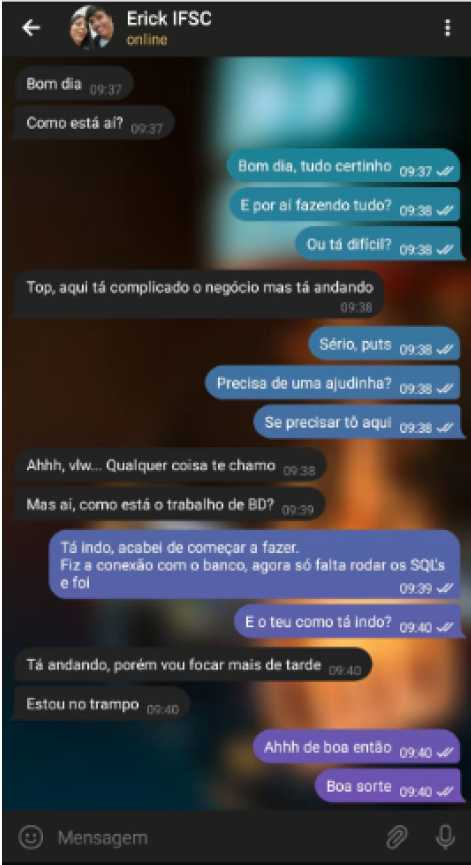 Erick IFSC
online
Bom dia 09:37
Como está aí? 09:37
Bom dia, tudo certinho 09:37
E por aí fazendo tudo? 09:38
Ou tá difícil? 09:38
Top, aqui tá complicado o negócio mas tá andando
09:38
Sério, puts 09:38
Precisa de uma ajudinha? 09:38
Se precisar tô aqui 09:38
Ahhh, vlw... Qualquer coisa te chamo 09:38
Mas aí, como está o trabalho de BD? 09:39
Tá indo, acabei de começar a fazer.
Fiz a conexão com o banco, agora só falta rodar os SQL's
e foi 09:39
E o teu como tá indo? 09:40
Tá andando, porém vou focar mais de tarde 09:40
Estou no trampo 09:40
Ahhh de boa então 09:40
Boa sorte 09:40
Mensagem